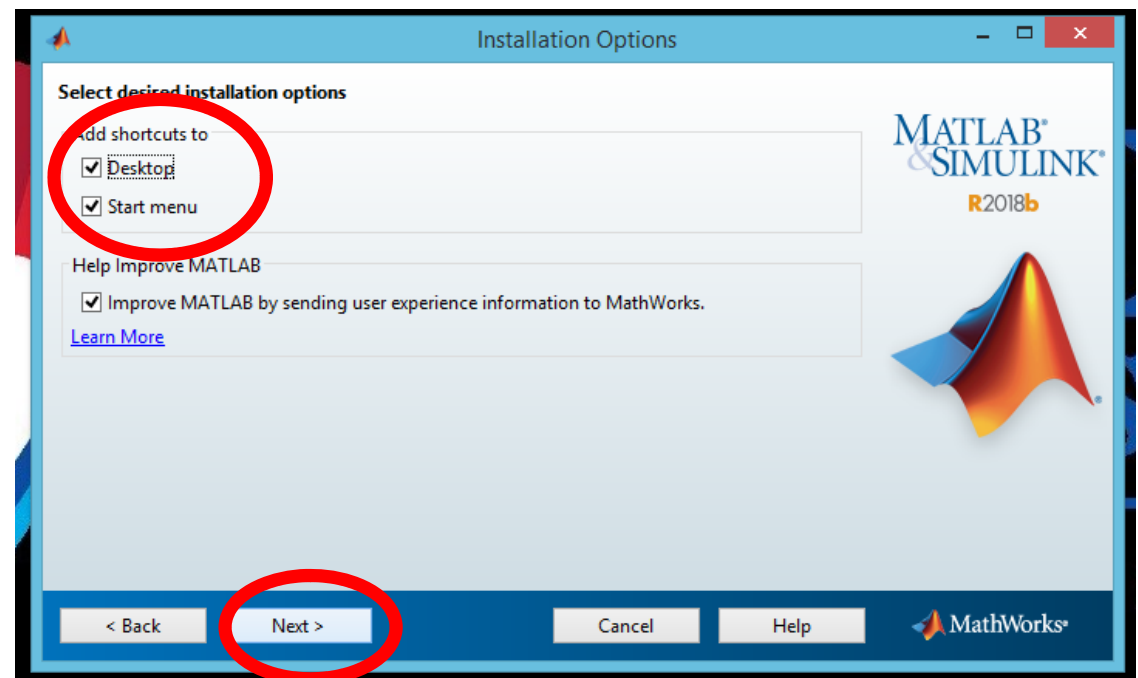 Installation Options
Select desired installation options
Add shortcuts to
Desktop
Start menu
Help Improve MATLAB
Improve MATLAB by sending user experience information to MathWorks.
Learn More
MATLAB®
&SIMULINK®
R2018b
< Back
Next >
Cancel
Help
MathWorks®